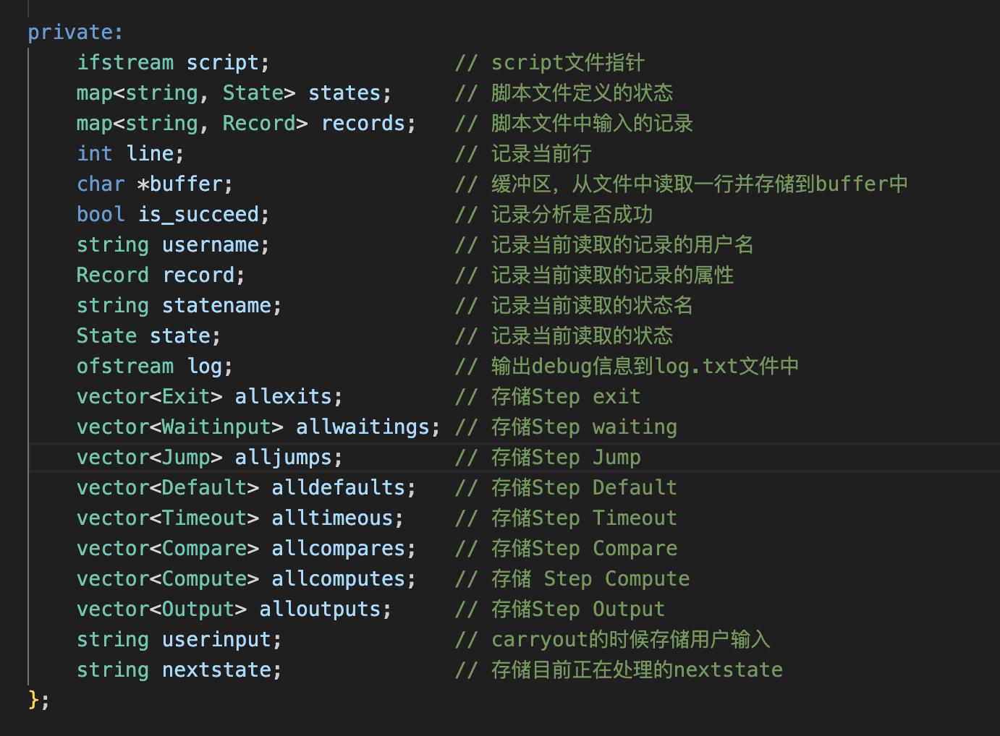 private:
    ifstream script;               // script文件指针
    map<string, State> states;     // 脚本文件定义的状态
    map<string, Record> records;   // 脚本文件中输入的记录
    int line;                      // 记录当前行
    char *buffer;                  // 缓冲区，从文件中读取一行并存储到buffer中
    bool is_succeed;               // 记录分析是否成功
    string username;               // 记录当前读取的记录的用户名
    Record record;                 // 记录当前读取的记录的属性
    string statename;              // 记录当前读取的状态名
    State state;                   // 记录当前读取的状态
    ofstream log;                  // 输出debug信息到log.txt文件中
    vector<Exit> allexits;         // 存储Step exit
    vector<Waitinput> allwaitings; // 存储Step waiting
    vector<Jump> alljumps;         // 存储Step Jump
    vector<Default> alldefaults;   // 存储Step Default
    vector<Timeout> alltimeous;    // 存储Step Timeout
    vector<Compare> allcompares;   // 存储Step Compare
    vector<Compute> allcomputes;   // 存储 Step Compute
    vector<Output> alloutputs;     // 存储Step Output
    string userinput;              // carryout的时候存储用户输入
    string nextstate;              // 存储目前正在处理的nextstate
};